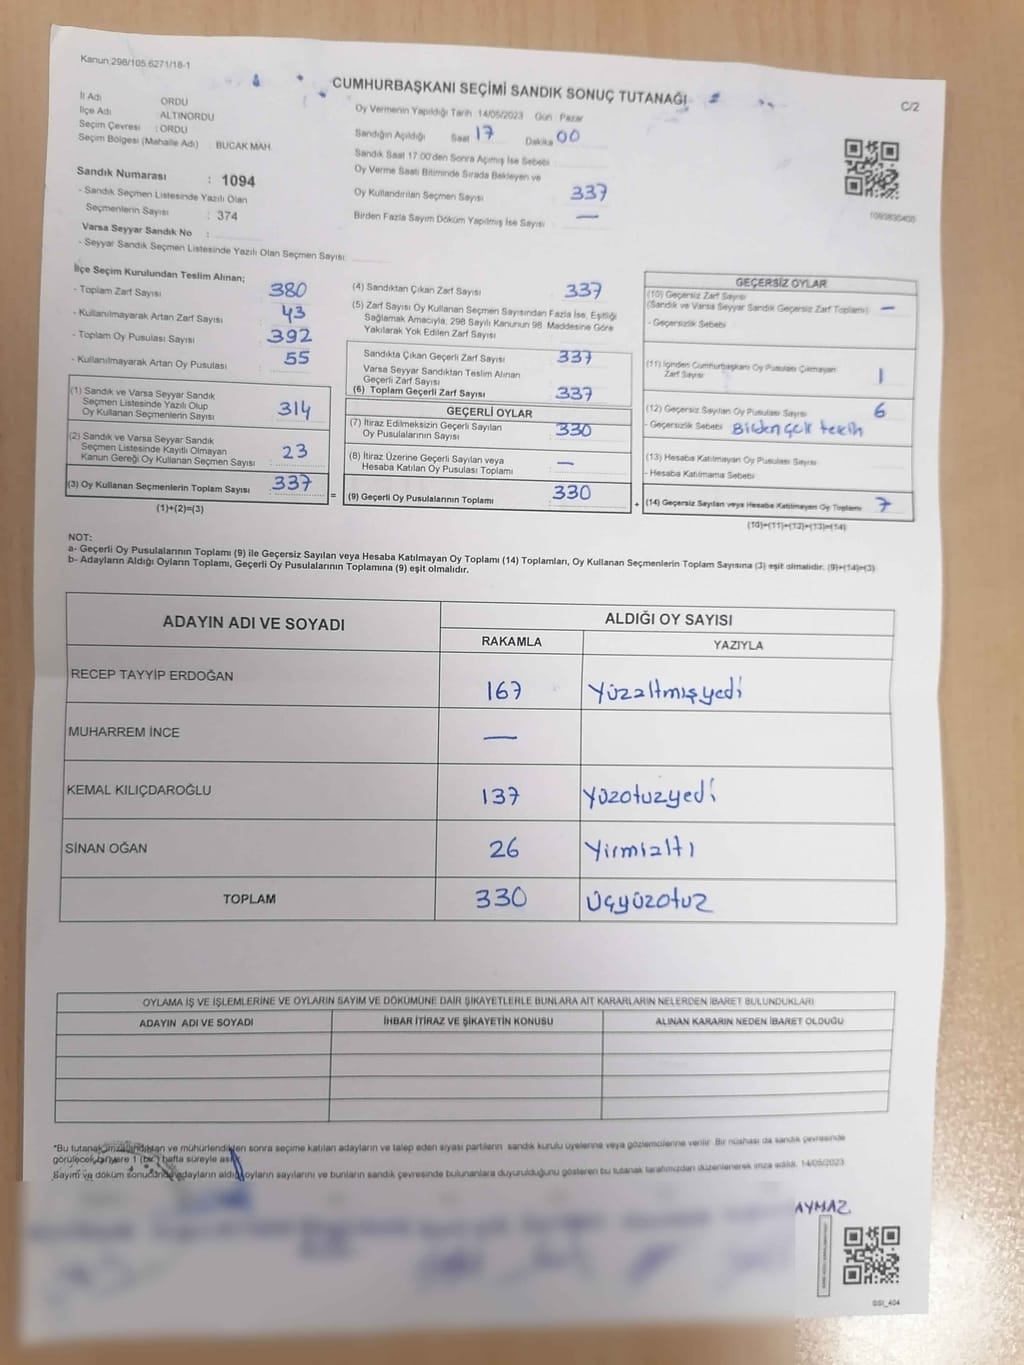 Kanun.298/105,6271/18-1
CUMHURBAŞKANI SEÇİMİ SANDIK SONUÇ TUTANAĞI
C/2
İl Adı ORDU
İlçe Adı ALTINORDU
Seçim Çevresi : ORDU
Seçim Bölgesi (Mahalle Adı) : BUCAK MAH
Oy Vermenin Yapıldığı Tarih :14/05/2023 Gün : Pazar
Sandığın Açıldığı Saat 17 Dakika 00
Sandık Saat 17.00'den Sonra Açılmış İse Sebebi
Oy Verme Saati Bitiminde Sırada Bekleyen ve
Oy Kullandırılan Seçmen Sayısı 337
Birden Fazla Sayım Döküm Yapılmış İse Sayısı : —
Sandık Numarası : 1094
- Sandık Seçmen Listesinde Yazılı Olan
Seçmenlerin Sayısı : 374
Varsa Seyyar Sandık No :
- Seyyar Sandık Seçmen Listesinde Yazılı Olan Seçmen Sayısı:
İlçe Seçim Kurulundan Teslim Alınan;
- Toplam Zarf Sayısı : 380
- Kullanılmayarak Artan Zarf Sayısı : 43
- Toplam Oy Pusulası Sayısı : 392
- Kullanılmayarak Artan Oy Pusulası : 55
(1) Sandık ve Varsa Seyyar Sandık
Seçmen Listesinde Yazılı Olup
Oy Kullanan Seçmenlerin Sayısı : 314
(2) Sandık ve Varsa Seyyar Sandık
Seçmen Listesinde Kayıtlı Olmayan
Kanun Gereği Oy Kullanan Seçmen Sayısı : 23
(3) Oy Kullanan Seçmenlerin Toplam Sayısı : 337
(1)+(2)=(3)
=
(4) Sandıktan Çıkan Zarf Sayısı : 337
(5) Zarf Sayısı Oy Kullanan Seçmen Sayısından Fazla İse, Eşitliği
Sağlamak Amacıyla, 298 Sayılı Kanunun 98. Maddesine Göre
Yakılarak Yok Edilen Zarf Sayısı :
Sandıkta Çıkan Geçerli Zarf Sayısı : 337
Varsa Seyyar Sandıktan Teslim Alınan
Geçerli Zarf Sayısı :
(6) Toplam Geçerli Zarf Sayısı : 337
GEÇERLİ OYLAR
(7) İtiraz Edilmeksizin Geçerli Sayılan
Oy Pusulalarının Sayısı : 330
(8) İtiraz Üzerine Geçerli Sayılan veya
Hesaba Katılan Oy Pusulası Toplamı : —
(9) Geçerli Oy Pusulalarının Toplamı : 330
+
GEÇERSİZ OYLAR
(10) Geçersiz Zarf Sayısı
(Sandık ve Varsa Seyyar Sandık Geçersiz Zarf Toplamı) : —
- Geçersizlik Sebebi :
(11) İçinden Cumhurbaşkanı Oy Pusulası Çıkmayan
Zarf Sayısı : 1
(12) Geçersiz Sayılan Oy Pusulası Sayısı : 6
- Geçersizlik Sebebi : Birden çok tercih
(13) Hesaba Katılmayan Oy Pusulası Sayısı :
- Hesaba Katılmama Sebebi :
(14) Geçersiz Sayılan veya Hesaba Katılmayan Oy Toplamı : 7
(10)+(11)+(12)+(13)=(14)
NOT:
a- Geçerli Oy Pusulalarının Toplamı (9) ile Geçersiz Sayılan veya Hesaba Katılmayan Oy Toplamı (14) Toplamları, Oy Kullanan Seçmenlerin Toplam Sayısına (3) eşit olmalıdır. (9)+(14)=(3)
b- Adayların Aldığı Oyların Toplamı, Geçerli Oy Pusulalarının Toplamına (9) eşit olmalıdır.
ADAYIN ADI VE SOYADI
ALDIĞI OY SAYISI
RAKAMLA YAZIYLA
RECEP TAYYİP ERDOĞAN 167 Yüzaltmışyedi
MUHARREM İNCE —
KEMAL KILIÇDAROĞLU 137 Yüzotuzyedi
SİNAN OĞAN 26 Yirmialtı
TOPLAM 330 Üçyüzotuz
OYLAMA İŞ VE İŞLEMLERİNE VE OYLARIN SAYIM VE DÖKÜMÜNE DAİR ŞİKAYETLERLE BUNLARA AİT KARARLARIN NELERDEN İBARET BULUNDUKLARI
ADAYIN ADI VE SOYADI İHBAR İTİRAZ VE ŞİKAYETİN KONUSU ALINAN KARARIN NEDEN İBARET OLDUĞU
*Bu tutanak imzalandıktan ve mühürlendikten sonra seçime katılan adayların ve talep eden siyasi partilerin sandık kurulu üyelerine veya gözlemcilerine verilir. Bir nüshası da sandık çevresinde
görülecek bir yere 1 (bir) hafta süreyle asılır.
Sayım ve döküm sonucunda adayların aldığı oyların sayılarını ve bunların sandık çevresinde bulunanlara duyurulduğunu gösteren bu tutanak tarafımızdan düzenlenerek imza edildi. 14/05/2023
AYMAZ
SSI_404